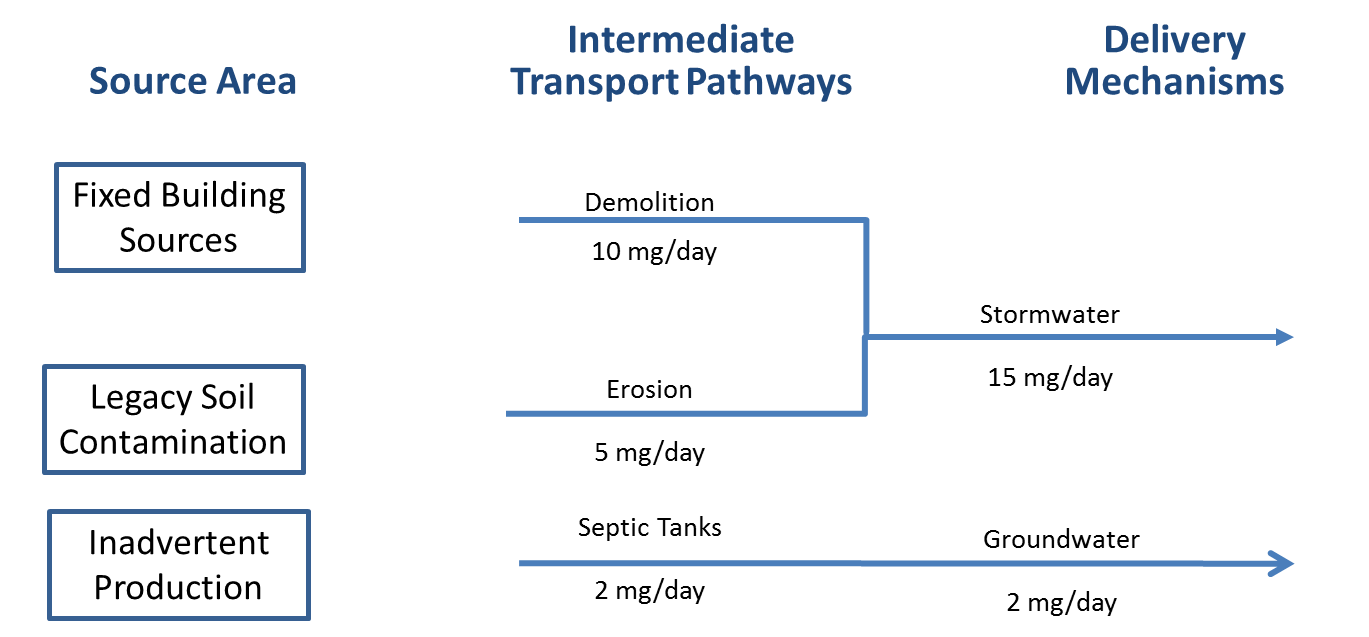 Source Area
Intermediate
Transport Pathways
Delivery
Mechanisms
Fixed Building
Sources
Demolition
10 mg/day
Stormwater
15 mg/day
Legacy Soil
Contamination
Erosion
5 mg/day
Inadvertent
Production
Septic Tanks
2 mg/day
Groundwater
2 mg/day